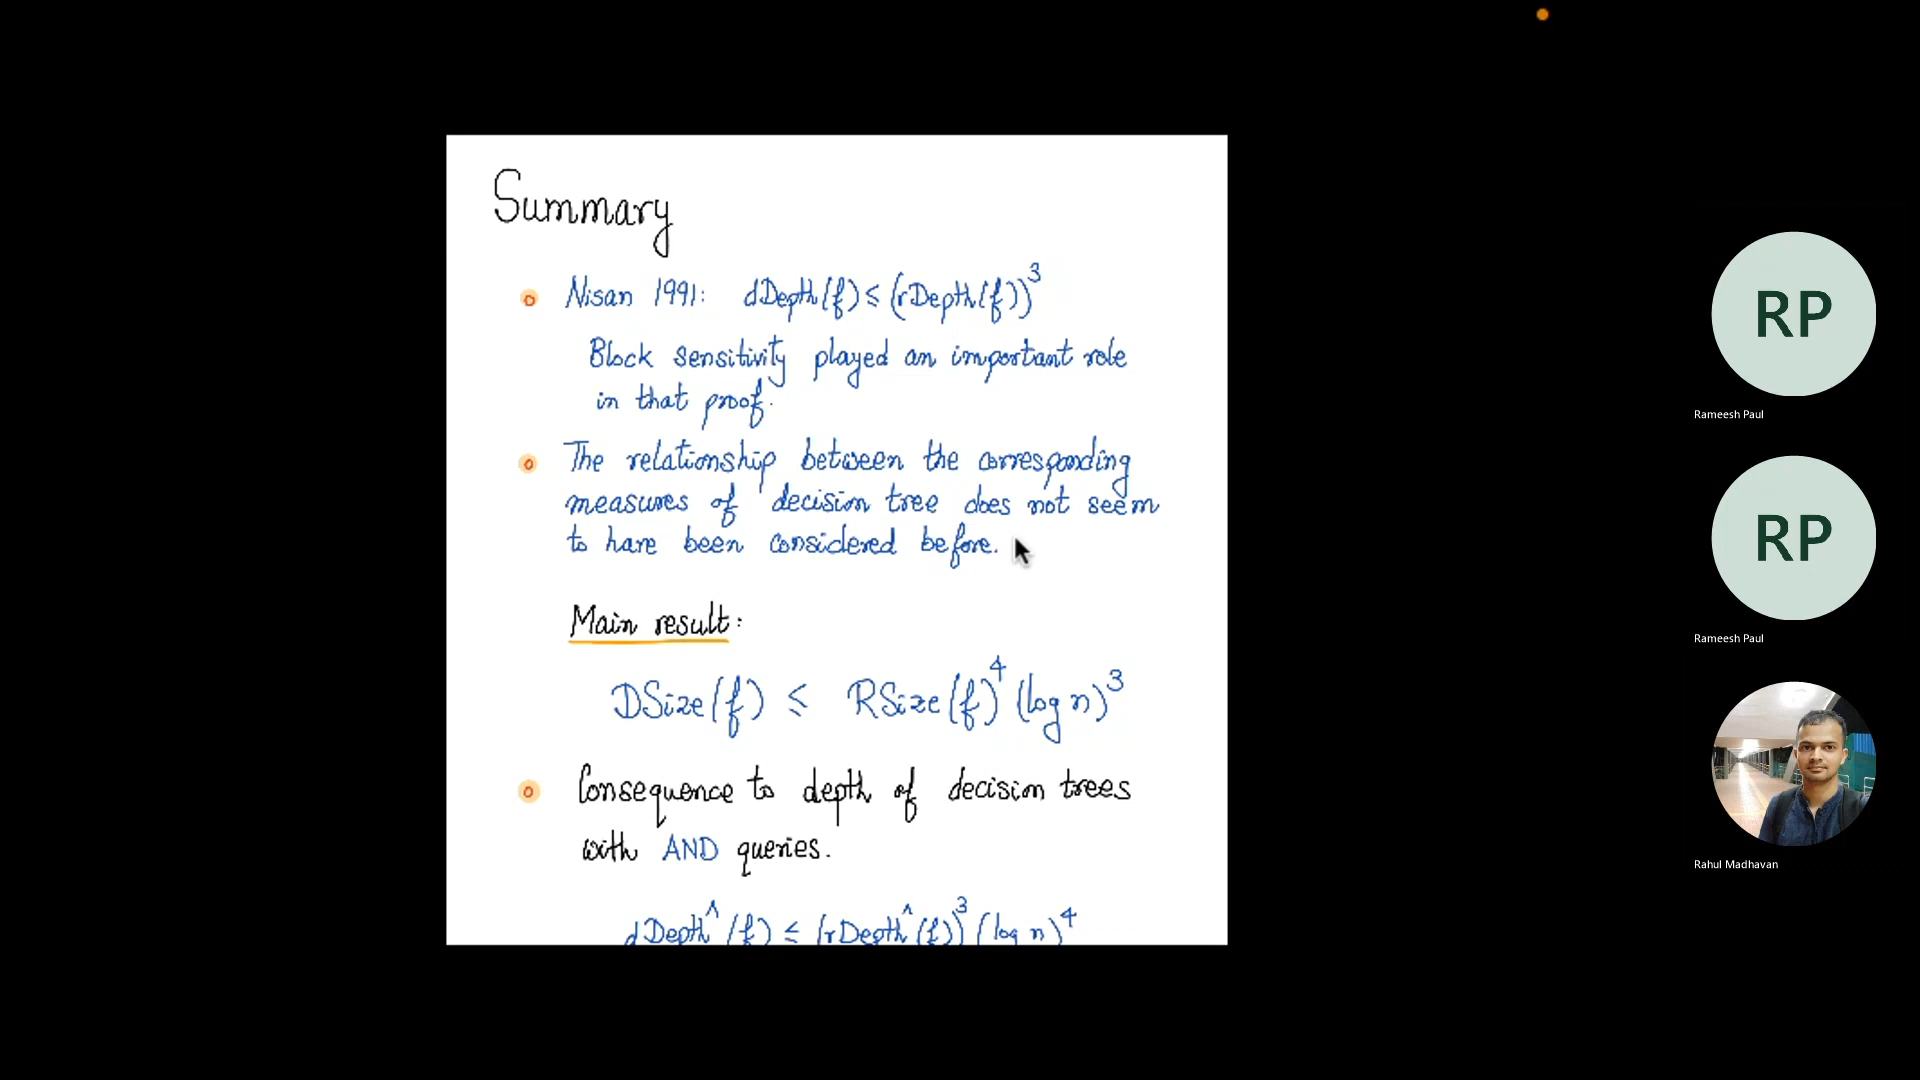 Summary
Nisan 1991: dDepth(f) ≤ (rDepth(f))³
Block sensitivity played an important role
in that proof.
The relationship between the corresponding
measures of decision tree does not seem
to have been considered before.
Main result:
DSize(f) ≤ RSize(f)⁴ (log n)³
Consequence to depth of decision trees
with AND queries.
dDepth^(f) ≤ (rDepth^(f))³ (log n)⁴
RP
Rameesh Paul
RP
Rameesh Paul
Rahul Madhavan